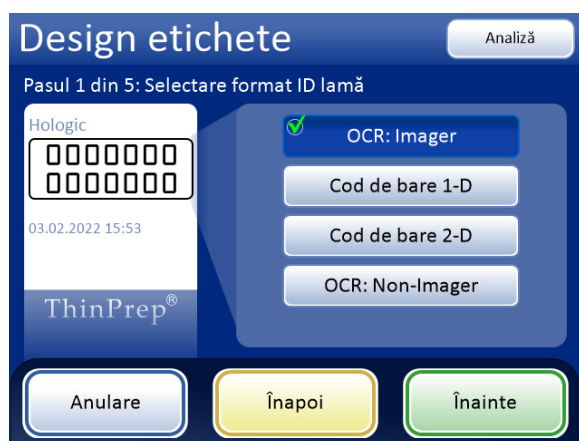 Design etichete
Analiză
Pasul 1 din 5: Selectare format ID lamă
Hologic
0000000
0000000
03.02.2022 15:53
ThinPrep®
OCR: Imager
Cod de bare 1-D
Cod de bare 2-D
OCR: Non-Imager
Anulare
Înapoi
Înainte